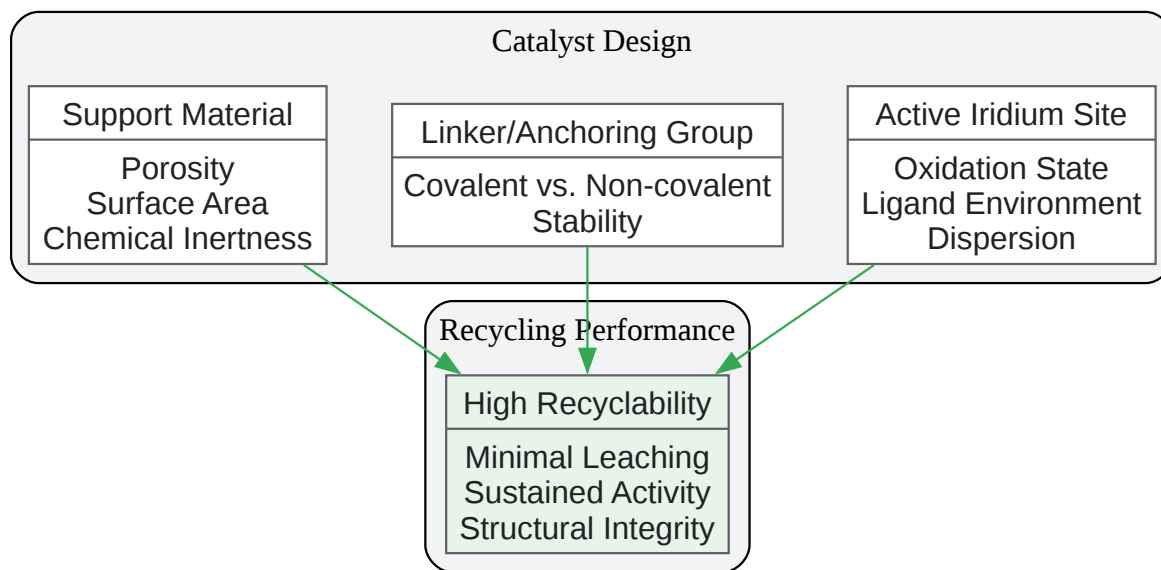 Catalyst Design
Support Material
Porosity
Surface Area
Chemical Inertness
Linker/Anchoring Group
Covalent vs. Non-covalent
Stability
Active Iridium Site
Oxidation State
Ligand Environment
Dispersion
Recycling Performance
High Recyclability
Minimal Leaching
Sustained Activity
Structural Integrity